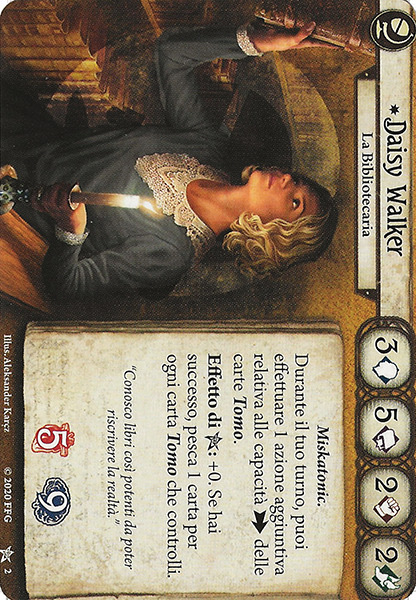 Daisy Walker
La Bibliotecaria
3 5 2 2
Miskatonic.
Durante il tuo turno, puoi
effettuare 1 azione aggiuntiva
relativa alle capacità delle
carte Tomo.
Effetto di : +0. Se hai
successo, pesca 1 carta per
ogni carta Tomo che controlli.
“Conosco libri così potenti da poter
riscrivere la realtà.”
5 9
Illus. Aleksander Karcz © 2020 FFG 2